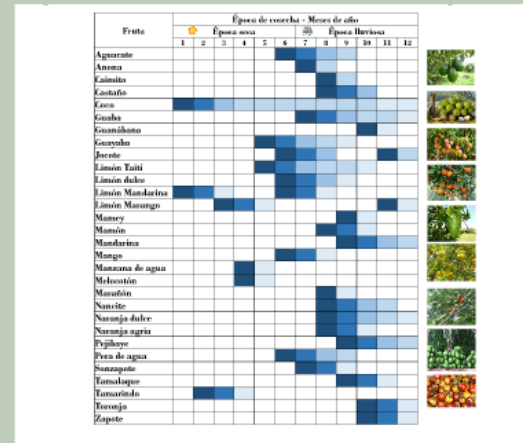 Época de cosecha - Meses de año
Fruta
Época seca Época lluviosa
1 2 3 4 5 6 7 8 9 10 11 12
Aguacate
Anona
Caimito
Castaño
Coco
Guaba
Guanábana
Guayaba
Jocote
Limón Taití
Limón dulce
Limón Mandarina
Limón Marango
Mamey
Mamón
Mandarina
Mango
Manzana de agua
Melocotón
Marañón
Nancite
Naranja dulce
Naranja agria
Pejibaye
Pera de agua
Sonzapote
Tamalaque
Tamarindo
Toronja
Zapote